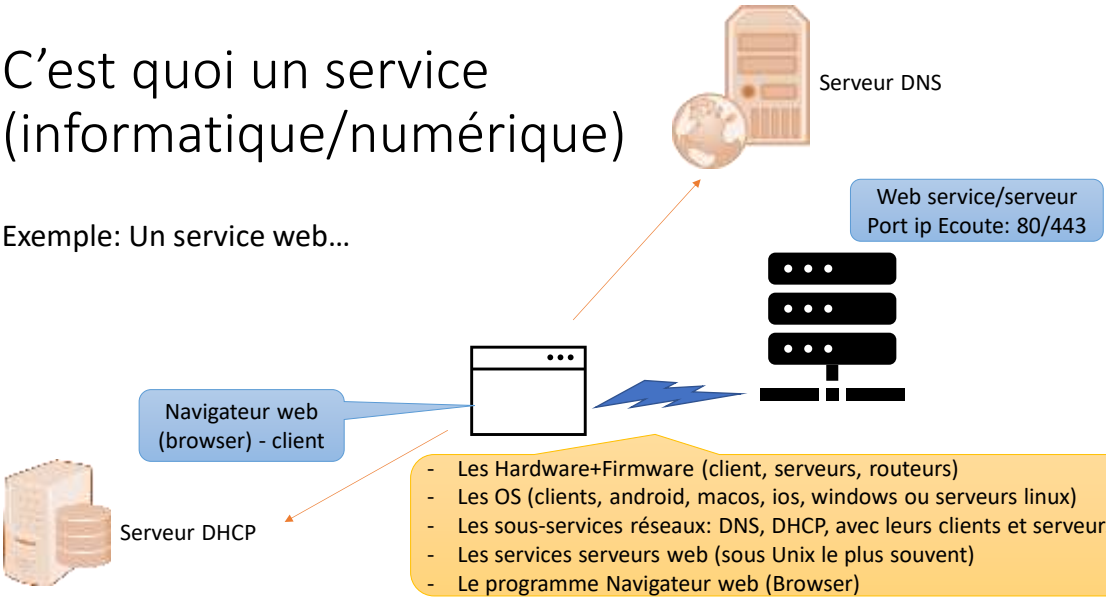 C’est quoi un service
(informatique/numérique)
Serveur DNS
Web service/serveur
Port ip Ecoute: 80/443
Exemple: Un service web…
Navigateur web
(browser) - client
Serveur DHCP
- Les Hardware+Firmware (client, serveurs, routeurs)
- Les OS (clients, android, macos, ios, windows ou serveurs linux)
- Les sous-services réseaux: DNS, DHCP, avec leurs clients et serveur
- Les services serveurs web (sous Unix le plus souvent)
- Le programme Navigateur web (Browser)